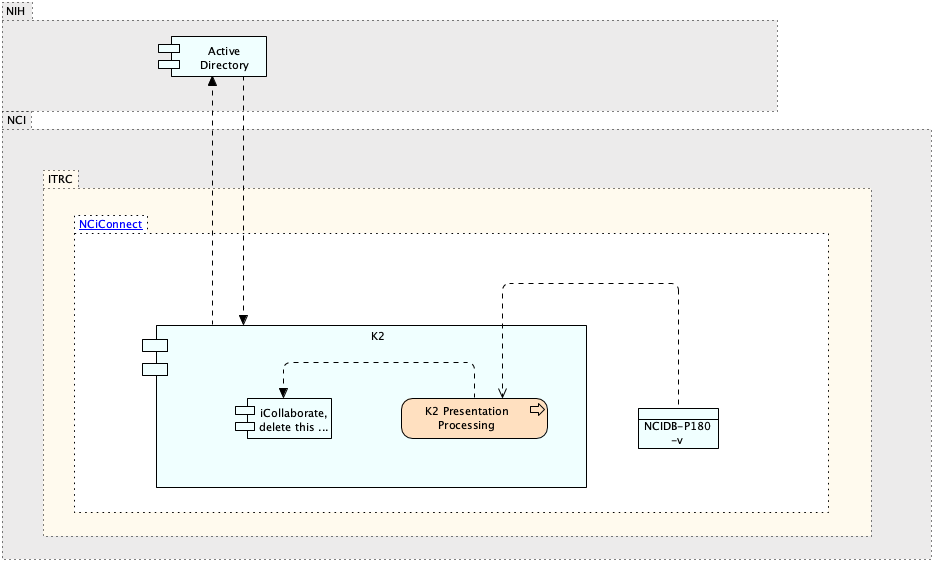 NIH
Active
Directory
NCI
ITRC
NCiConnect
K2
iCollaborate,
delete this ...
K2 Presentation
Processing
NCIDB-P180
-v